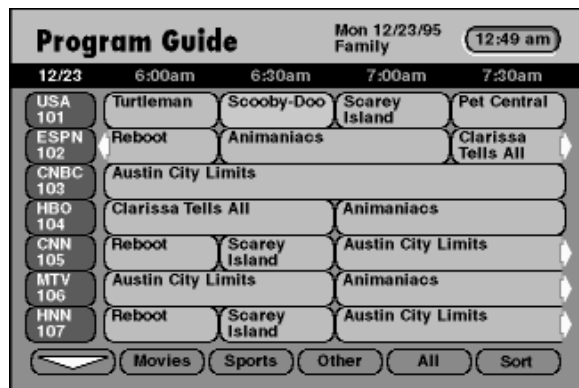 Program Guide
Mon 12/23/95
Family
12:49 am
12/23 6:00am 6:30am 7:00am 7:30am
USA
101
Turtleman
Scooby-Doo
Scarey
Island
Pet Central
ESPN
102
Reboot
Animaniacs
Clarissa
Tells All
CNBC
103
Austin City Limits
HBO
104
Clarissa Tells All
Animaniacs
CNN
105
Reboot
Scarey
Island
Austin City Limits
MTV
106
Austin City Limits
Animaniacs
HNN
107
Reboot
Scarey
Island
Austin City Limits
Movies Sports Other All Sort